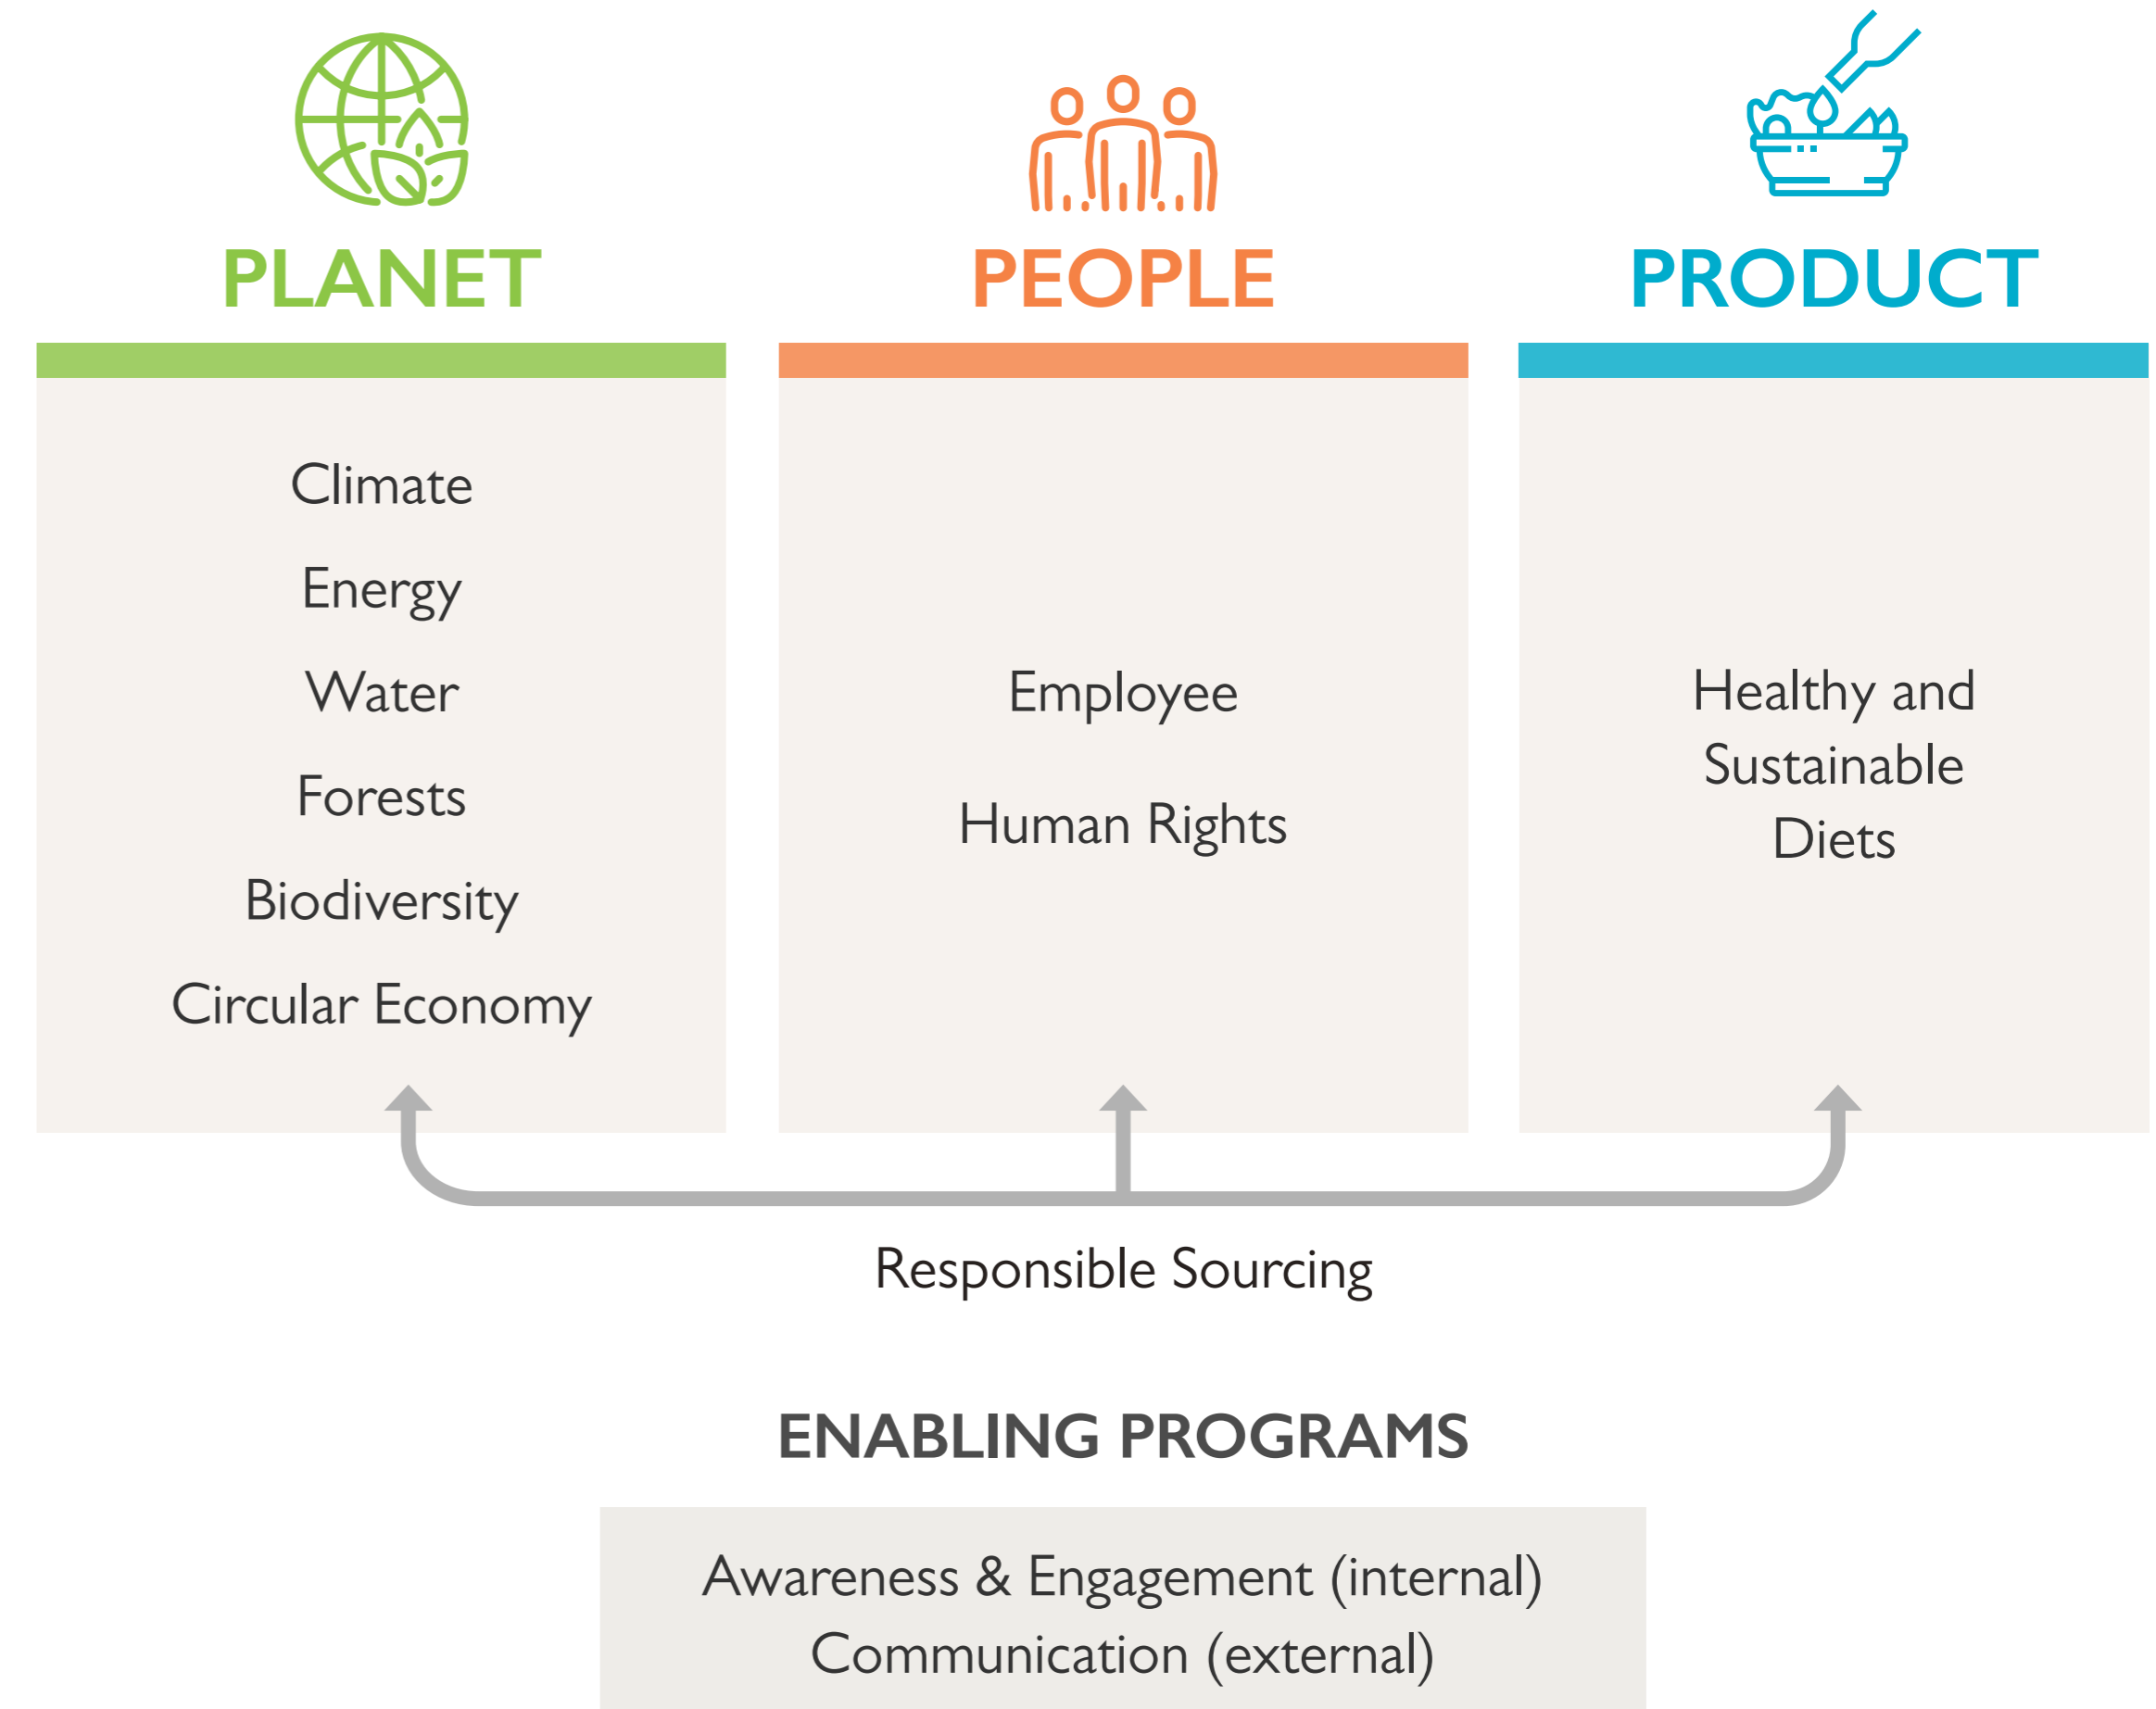 PLANET
Climate
Energy
Water
Forests
Biodiversity
Circular Economy
PEOPLE
Employee
Human Rights
PRODUCT
Healthy and
Sustainable
Diets
Responsible Sourcing
ENABLING PROGRAMS
Awareness & Engagement (internal)
Communication (external)